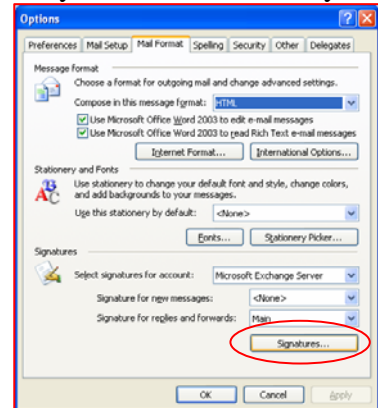 Options
Preferences Mail Setup Mail Format Spelling Security Other Delegates
Message format
Choose a format for outgoing mail and change advanced settings.
Compose in this message format: HTML
Use Microsoft Office Word 2003 to edit e-mail messages
Use Microsoft Office Word 2003 to read Rich Text e-mail messages
Internet Format... International Options...
Stationery and Fonts
Use stationery to change your default font and style, change colors,
and add backgrounds to your messages.
Use this stationery by default: <None>
Fonts... Stationery Picker...
Signatures
Select signatures for account: Microsoft Exchange Server
Signature for new messages: <None>
Signature for replies and forwards: Main
Signatures...
OK Cancel Apply